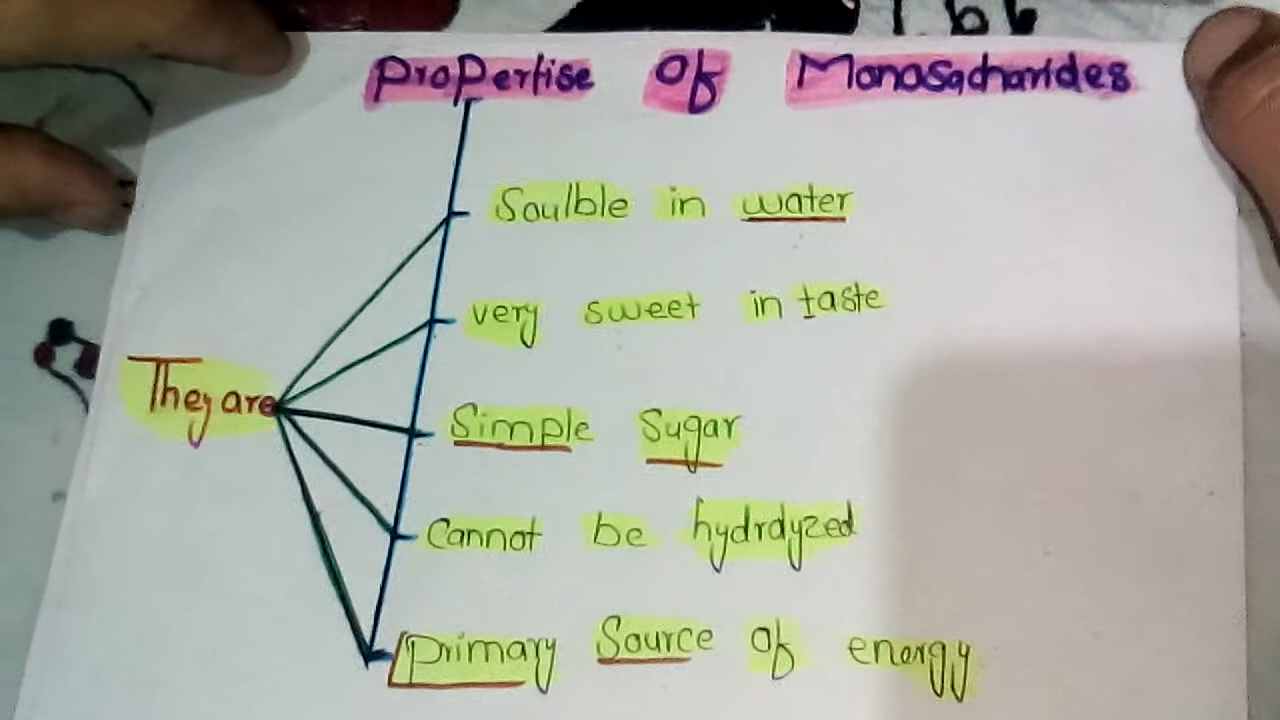 Propertise Of Monosacharides
Soulble in water
very sweet in taste
They are
Simple Sugar
Cannot be hydrdyzed
primary Source Of energy